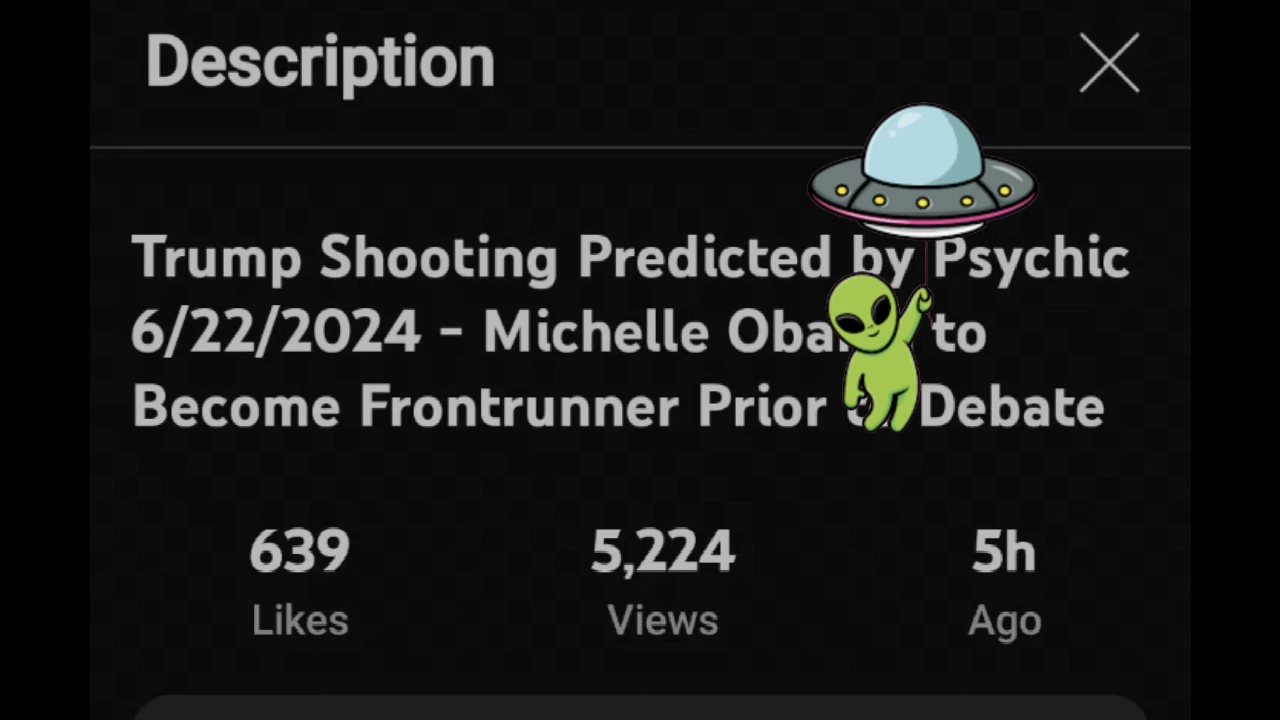 Description
Trump Shooting Predicted by Psychic
6/22/2024 - Michelle to
Become Frontrunner Prior Debate
639 5,224 5h
Likes Views Ago